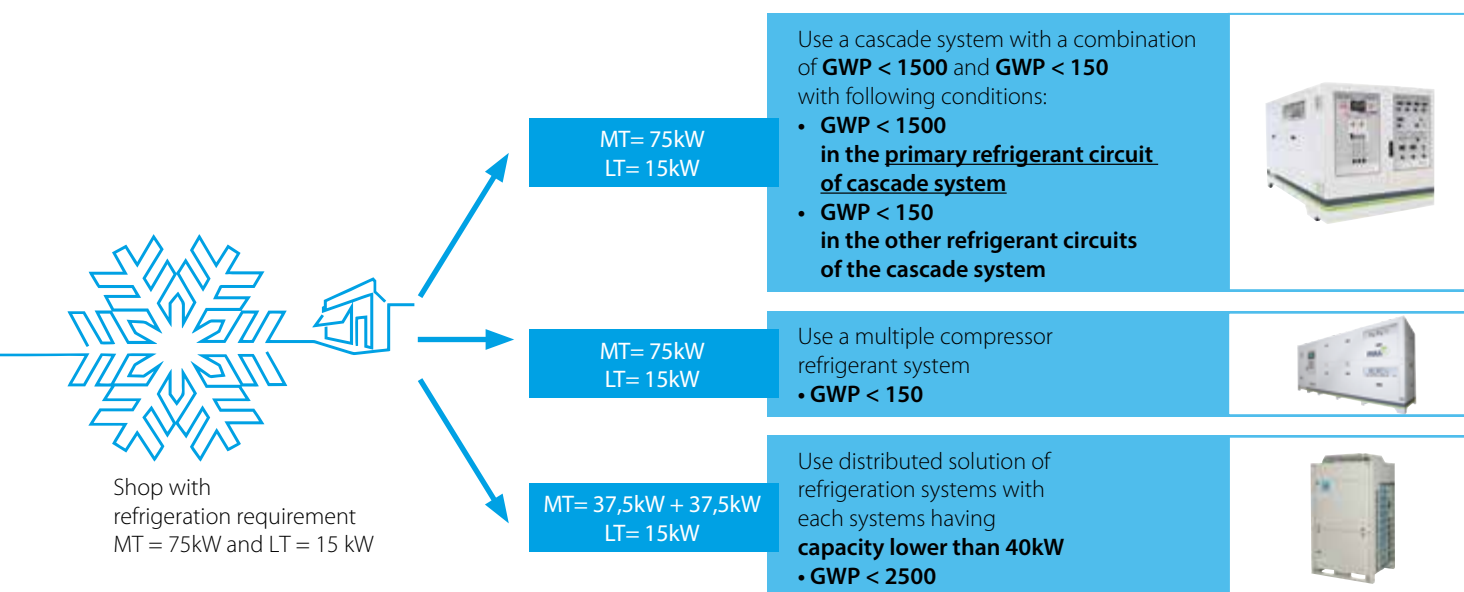 Shop with
refrigeration requirement
MT = 75kW and LT = 15 kW
MT= 75kW
LT= 15kW
Use a cascade system with a combination
of GWP < 1500 and GWP < 150
with following conditions:
• GWP < 1500
in the primary refrigerant circuit
of cascade system
• GWP < 150
in the other refrigerant circuits
of the cascade system
MT= 75kW
LT= 15kW
Use a multiple compressor
refrigerant system
• GWP < 150
MT= 37,5kW + 37,5kW
LT= 15kW
Use distributed solution of
refrigeration systems with
each systems having
capacity lower than 40kW
• GWP < 2500